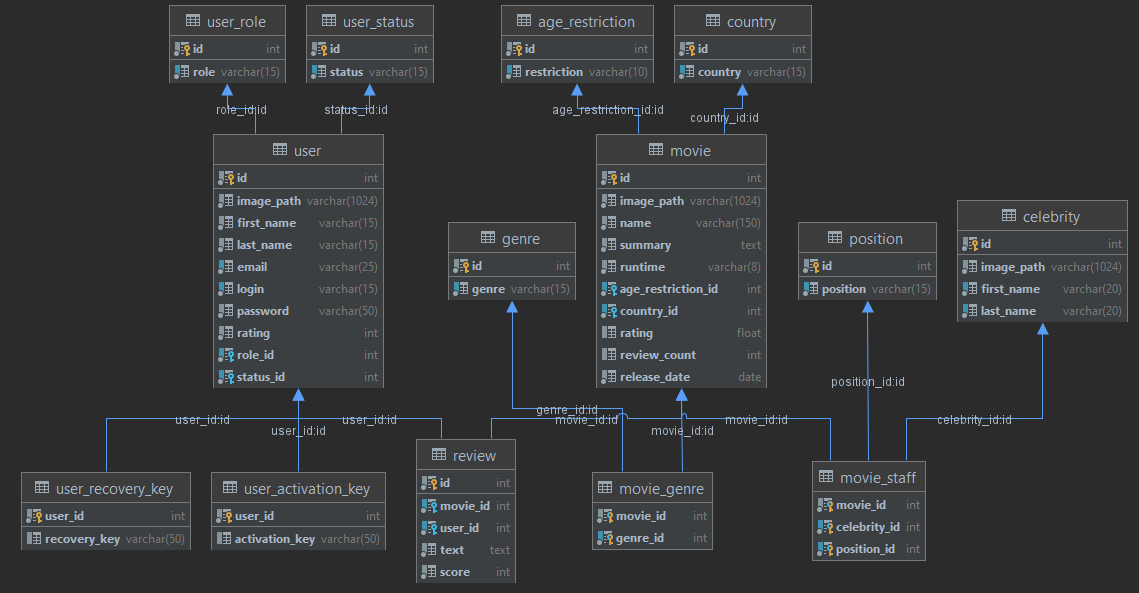 user_role
id int
role varchar(15)
user_status
id int
status varchar(15)
age_restriction
id int
restriction varchar(10)
country
id int
country varchar(15)
role_id:id
status_id:id
age_restriction_id:id
country_id:id
user
id int
image_path varchar(1024)
first_name varchar(15)
last_name varchar(15)
email varchar(25)
login varchar(15)
password varchar(50)
rating int
role_id int
status_id int
genre
id int
genre varchar(15)
movie
id int
image_path varchar(1024)
name varchar(150)
summary text
runtime varchar(8)
age_restriction_id int
country_id int
rating float
review_count int
release_date date
position
id int
position varchar(15)
celebrity
id int
image_path varchar(1024)
first_name varchar(20)
last_name varchar(20)
position_id:id
user_id:id
user_id:id
user_id:id
genre_id:id
movie_id:id
movie_id:id
movie_id:id
celebrity_id:id
user_recovery_key
user_id int
recovery_key varchar(50)
user_activation_key
user_id int
activation_key varchar(50)
review
id int
movie_id int
user_id int
text text
score int
movie_genre
movie_id int
genre_id int
movie_staff
movie_id int
celebrity_id int
position_id int